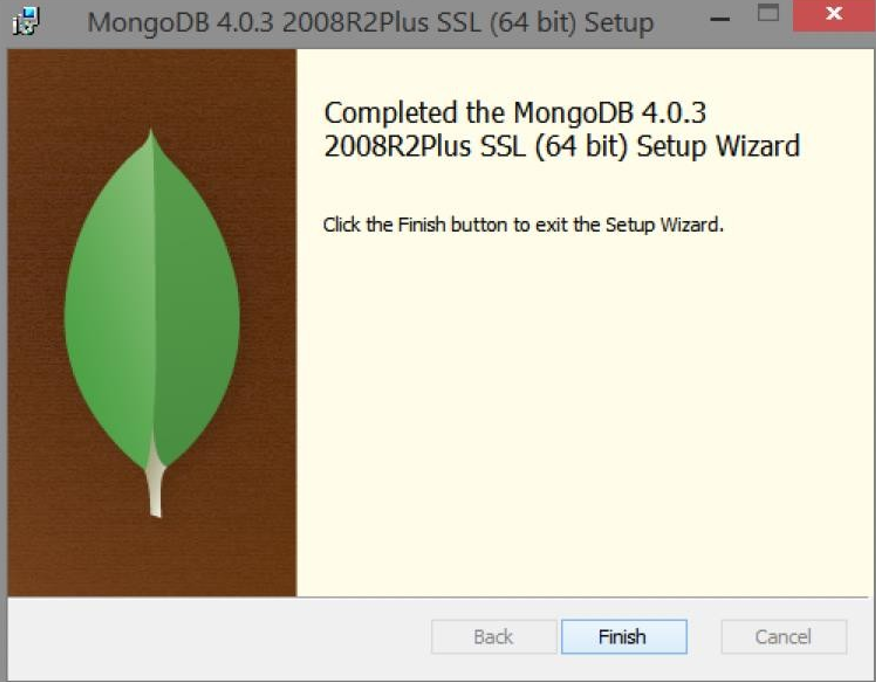 MongoDB 4.0.3 2008R2Plus SSL (64 bit) Setup
Completed the MongoDB 4.0.3
2008R2Plus SSL (64 bit) Setup Wizard
Click the Finish button to exit the Setup Wizard.
Back
Finish
Cancel